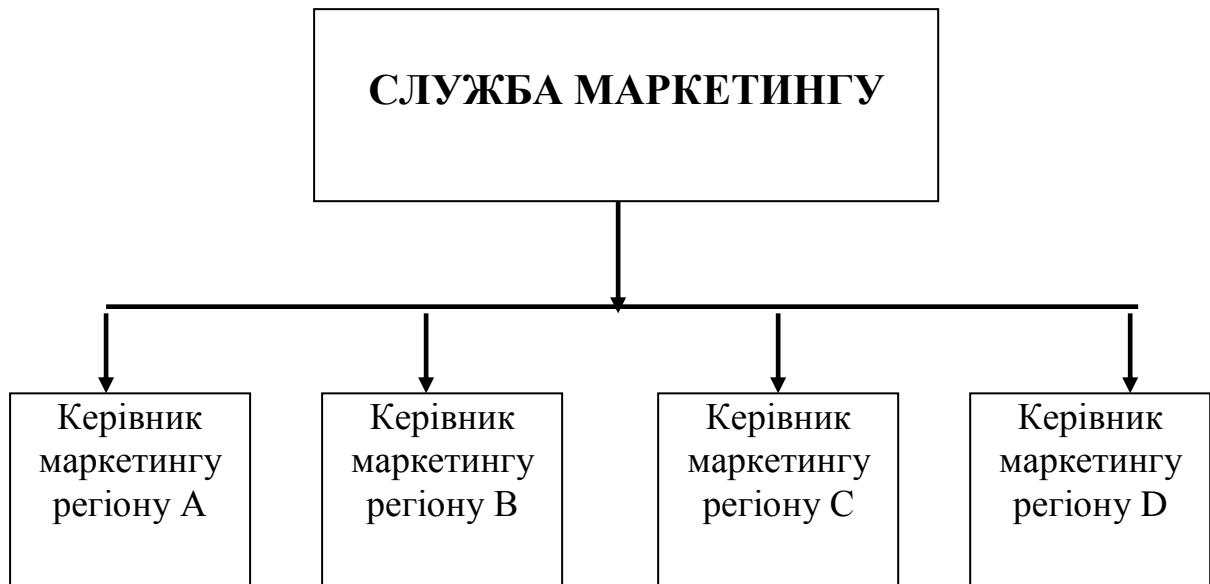 СЛУЖБА МАРКЕТИНГУ
Керівник
маркетингу
регіону A
Керівник
маркетингу
регіону B
Керівник
маркетингу
регіону C
Керівник
маркетингу
регіону D